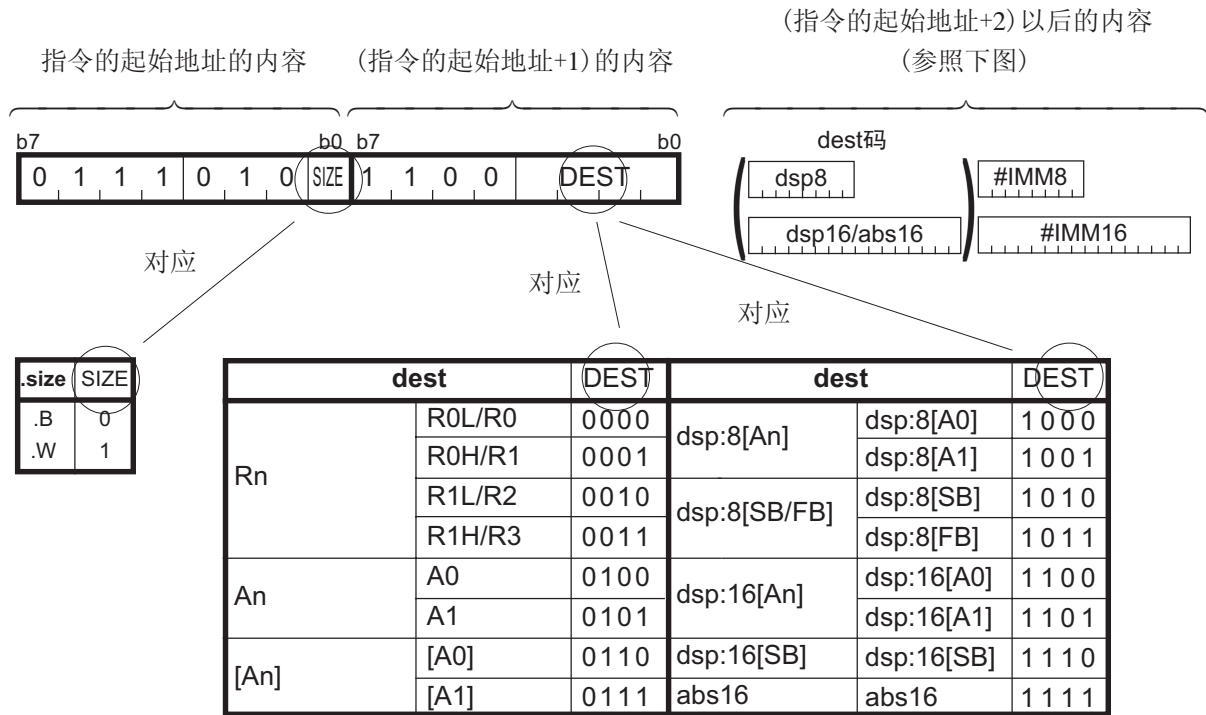 (指令的起始地址+2)以后的内容
指令的起始地址的内容 (指令的起始地址+1)的内容 (参照下图)
b7 b0 b7 b0 dest码
0 1 1 1 0 1 0 SIZE 1 1 0 0 DEST dsp8 #IMM8
dsp16/abs16 #IMM16
对应 对应 对应
.size SIZE
.B 0
.W 1
dest DEST dest DEST
Rn R0L/R0 0000 dsp:8[An] dsp:8[A0] 1000
R0H/R1 0001 dsp:8[A1] 1001
R1L/R2 0010 dsp:8[SB/FB] dsp:8[SB] 1010
R1H/R3 0011 dsp:8[FB] 1011
An A0 0100 dsp:16[An] dsp:16[A0] 1100
A1 0101 dsp:16[A1] 1101
[An] [A0] 0110 dsp:16[SB] dsp:16[SB] 1110
[A1] 0111 abs16 abs16 1111